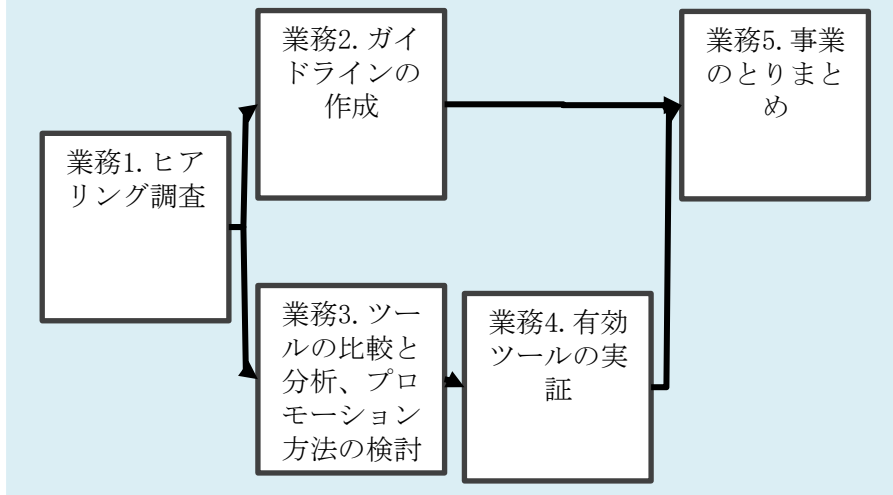 業務1.ヒア
リング調査
業務2.ガイ
ドラインの
作成
業務3.ツー
ルの比較と
分析、プロ
モーション
方法の検討
業務4.有効
ツールの実
証
業務5.事業
のとりまと
め